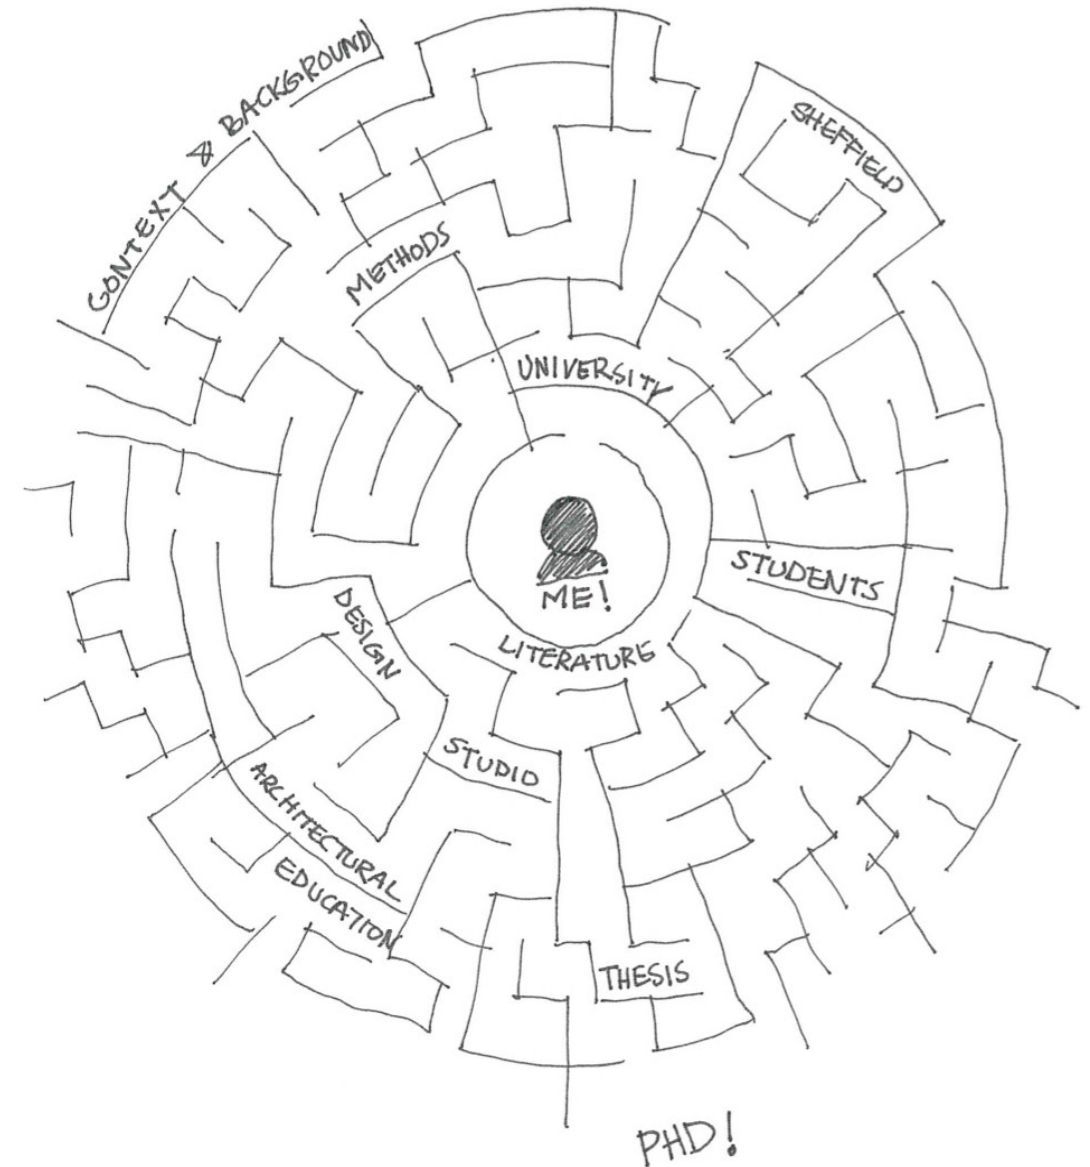 CONTEXT & BACKGROUND
SHEFFIELD
METHODS
UNIVERSITY
STUDENTS
ME!
DESIGN
LITERATURE
STUDIO
ARCHITECTURAL
EDUCATION
THESIS
PHD!